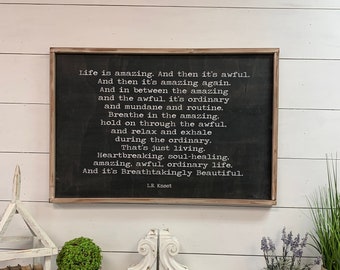 Life is amazing. And then it's awful.
And then it's amazing again.
And in between the amazing
and the awful, it's ordinary
and mundane and routine.
Breathe in the amazing,
hold on through the awful,
and relax and exhale
during the ordinary.
That's just living.
Heartbreaking, soul-healing,
amazing, awful, ordinary life.
And it's Breathtakingly Beautiful.
L.R. Knost